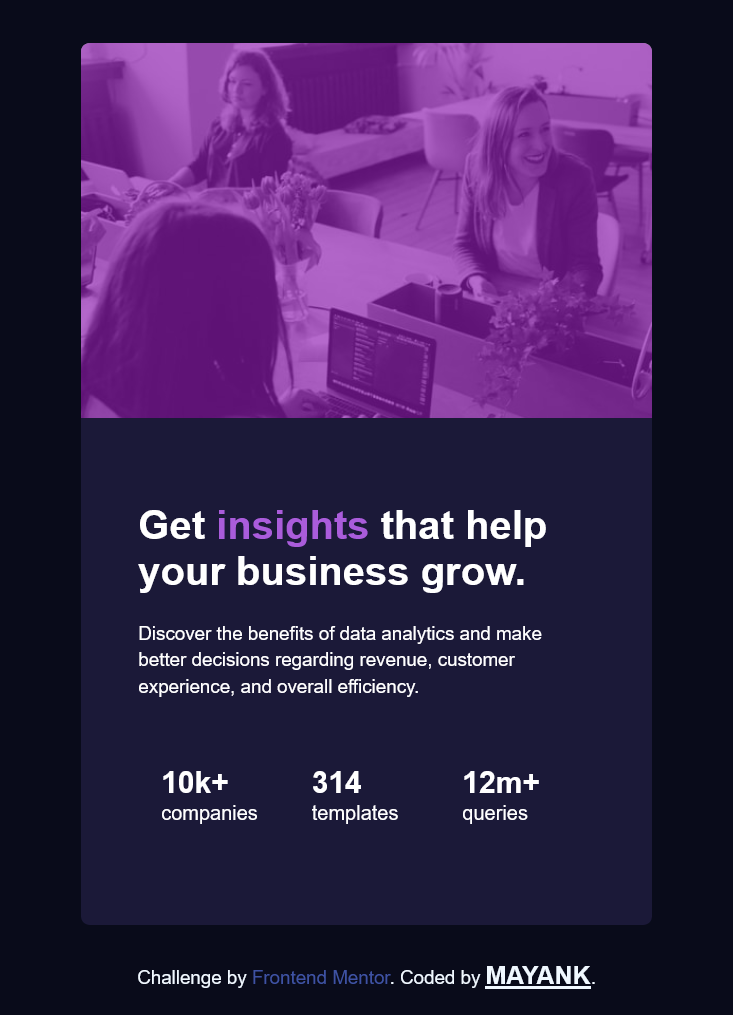 Get insights that help
your business grow.
Discover the benefits of data analytics and make
better decisions regarding revenue, customer
experience, and overall efficiency.
10k+ 314 12m+
companies templates queries
Challenge by Frontend Mentor. Coded by MAYANK.